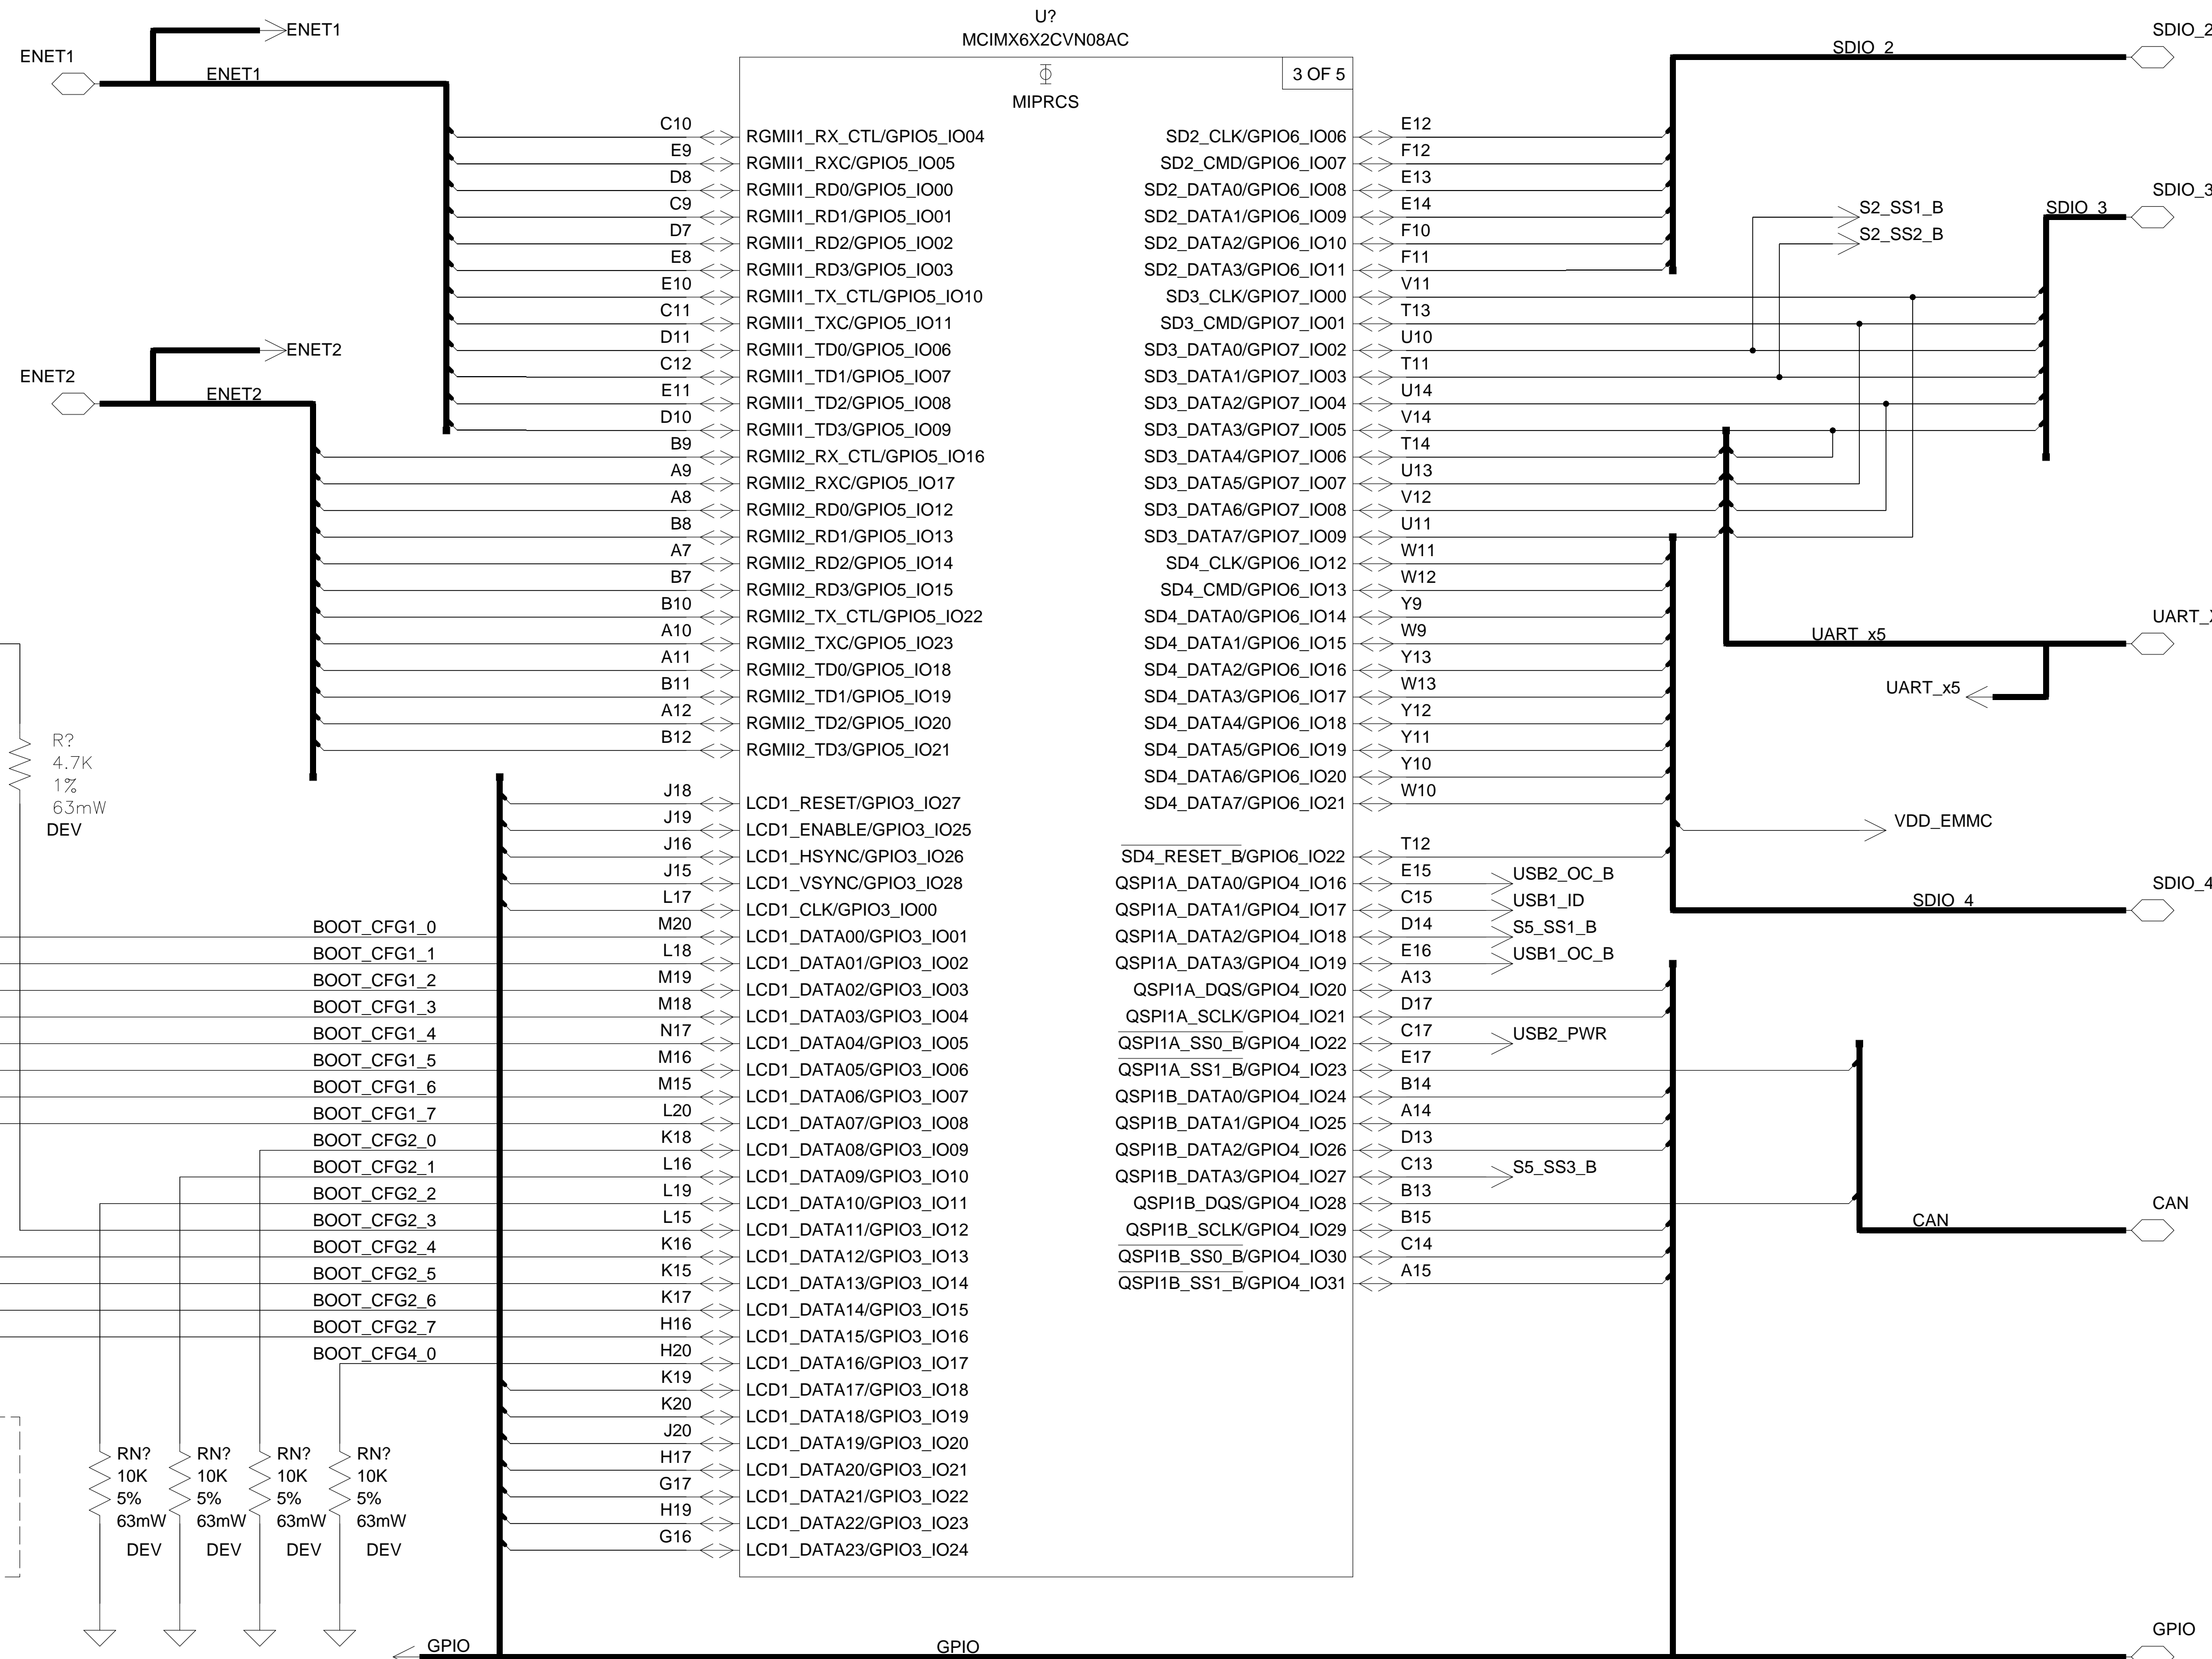 U?
MCIMX6X2CVN08AC
3 OF 5
MIPRCS
ENET1
ENET1
ENET1
ENET2
ENET2
ENET2
C10 RGMII1_RX_CTL/GPIO5_IO04
E9 RGMII1_RXC/GPIO5_IO05
D8 RGMII1_RD0/GPIO5_IO00
C9 RGMII1_RD1/GPIO5_IO01
D7 RGMII1_RD2/GPIO5_IO02
E8 RGMII1_RD3/GPIO5_IO03
E10 RGMII1_TX_CTL/GPIO5_IO10
C11 RGMII1_TXC/GPIO5_IO11
D11 RGMII1_TD0/GPIO5_IO06
C12 RGMII1_TD1/GPIO5_IO07
E11 RGMII1_TD2/GPIO5_IO08
D10 RGMII1_TD3/GPIO5_IO09
B9 RGMII2_RX_CTL/GPIO5_IO16
A9 RGMII2_RXC/GPIO5_IO17
A8 RGMII2_RD0/GPIO5_IO12
B8 RGMII2_RD1/GPIO5_IO13
A7 RGMII2_RD2/GPIO5_IO14
B7 RGMII2_RD3/GPIO5_IO15
B10 RGMII2_TX_CTL/GPIO5_IO22
A10 RGMII2_TXC/GPIO5_IO23
A11 RGMII2_TD0/GPIO5_IO18
B11 RGMII2_TD1/GPIO5_IO19
A12 RGMII2_TD2/GPIO5_IO20
B12 RGMII2_TD3/GPIO5_IO21
R?
4.7K
1%
63mW
DEV
J18 LCD1_RESET/GPIO3_IO27
J19 LCD1_ENABLE/GPIO3_IO25
J16 LCD1_HSYNC/GPIO3_IO26
J15 LCD1_VSYNC/GPIO3_IO28
L17 LCD1_CLK/GPIO3_IO00
BOOT_CFG1_0 M20 LCD1_DATA00/GPIO3_IO01
BOOT_CFG1_1 L18 LCD1_DATA01/GPIO3_IO02
BOOT_CFG1_2 M19 LCD1_DATA02/GPIO3_IO03
BOOT_CFG1_3 M18 LCD1_DATA03/GPIO3_IO04
BOOT_CFG1_4 N17 LCD1_DATA04/GPIO3_IO05
BOOT_CFG1_5 M16 LCD1_DATA05/GPIO3_IO06
BOOT_CFG1_6 M15 LCD1_DATA06/GPIO3_IO07
BOOT_CFG1_7 L20 LCD1_DATA07/GPIO3_IO08
BOOT_CFG2_0 K18 LCD1_DATA08/GPIO3_IO09
BOOT_CFG2_1 L16 LCD1_DATA09/GPIO3_IO10
BOOT_CFG2_2 L19 LCD1_DATA10/GPIO3_IO11
BOOT_CFG2_3 L15 LCD1_DATA11/GPIO3_IO12
BOOT_CFG2_4 K16 LCD1_DATA12/GPIO3_IO13
BOOT_CFG2_5 K15 LCD1_DATA13/GPIO3_IO14
BOOT_CFG2_6 K17 LCD1_DATA14/GPIO3_IO15
BOOT_CFG2_7 H16 LCD1_DATA15/GPIO3_IO16
BOOT_CFG4_0 H20 LCD1_DATA16/GPIO3_IO17
K19 LCD1_DATA17/GPIO3_IO18
K20 LCD1_DATA18/GPIO3_IO19
J20 LCD1_DATA19/GPIO3_IO20
H17 LCD1_DATA20/GPIO3_IO21
G17 LCD1_DATA21/GPIO3_IO22
H19 LCD1_DATA22/GPIO3_IO23
G16 LCD1_DATA23/GPIO3_IO24
RN? RN? RN? RN?
10K 10K 10K 10K
5% 5% 5% 5%
63mW 63mW 63mW 63mW
DEV DEV DEV DEV
SD2_CLK/GPIO6_IO06 E12
SD2_CMD/GPIO6_IO07 F12
SD2_DATA0/GPIO6_IO08 E13
SD2_DATA1/GPIO6_IO09 E14
SD2_DATA2/GPIO6_IO10 F10
SD2_DATA3/GPIO6_IO11 F11
SD3_CLK/GPIO7_IO00 V11
SD3_CMD/GPIO7_IO01 T13
SD3_DATA0/GPIO7_IO02 U10
SD3_DATA1/GPIO7_IO03 T11
SD3_DATA2/GPIO7_IO04 U14
SD3_DATA3/GPIO7_IO05 V14
SD3_DATA4/GPIO7_IO06 T14
SD3_DATA5/GPIO7_IO07 U13
SD3_DATA6/GPIO7_IO08 V12
SD3_DATA7/GPIO7_IO09 U11
SD4_CLK/GPIO6_IO12 W11
SD4_CMD/GPIO6_IO13 W12
SD4_DATA0/GPIO6_IO14 Y9
SD4_DATA1/GPIO6_IO15 W9
SD4_DATA2/GPIO6_IO16 Y13
SD4_DATA3/GPIO6_IO17 W13
SD4_DATA4/GPIO6_IO18 Y12
SD4_DATA5/GPIO6_IO19 Y11
SD4_DATA6/GPIO6_IO20 Y10
SD4_DATA7/GPIO6_IO21 W10
SD4_RESET_B/GPIO6_IO22 T12
QSPI1A_DATA0/GPIO4_IO16 E15 USB2_OC_B
QSPI1A_DATA1/GPIO4_IO17 C15 USB1_ID
QSPI1A_DATA2/GPIO4_IO18 D14 S5_SS1_B
QSPI1A_DATA3/GPIO4_IO19 E16 USB1_OC_B
QSPI1A_DQS/GPIO4_IO20 A13
QSPI1A_SCLK/GPIO4_IO21 D17
QSPI1A_SS0_B/GPIO4_IO22 C17 USB2_PWR
QSPI1A_SS1_B/GPIO4_IO23 E17
QSPI1B_DATA0/GPIO4_IO24 B14
QSPI1B_DATA1/GPIO4_IO25 A14
QSPI1B_DATA2/GPIO4_IO26 D13
QSPI1B_DATA3/GPIO4_IO27 C13 S5_SS3_B
QSPI1B_DQS/GPIO4_IO28 B13
QSPI1B_SCLK/GPIO4_IO29 B15
QSPI1B_SS0_B/GPIO4_IO30 C14
QSPI1B_SS1_B/GPIO4_IO31 A15
SDIO_2
SDIO_2
S2_SS1_B
S2_SS2_B
SDIO_3
SDIO_3
UART_x5
UART_x5
VDD_EMMC
SDIO_4
SDIO_4
CAN
CAN
GPIO
GPIO
GPIO